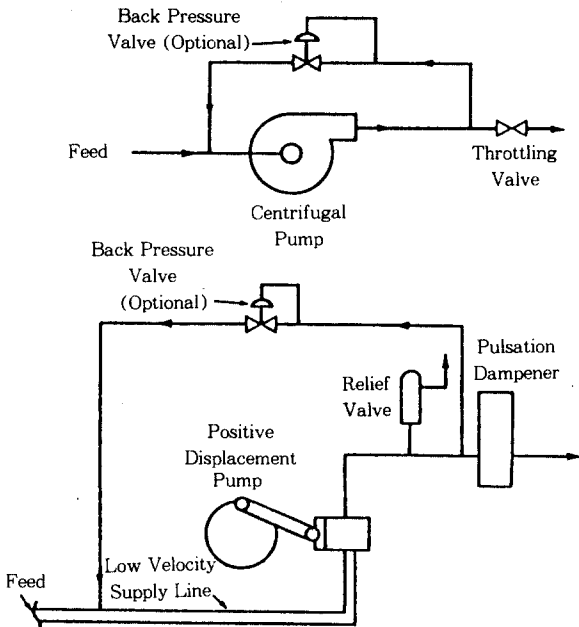 Back Pressure
Valve (Optional)
Feed
Throttling
Valve
Centrifugal
Pump
Back Pressure
Valve
(Optional)
Pulsation
Dampener
Relief
Valve
Positive
Displacement
Pump
Low Velocity
Supply Line
Feed